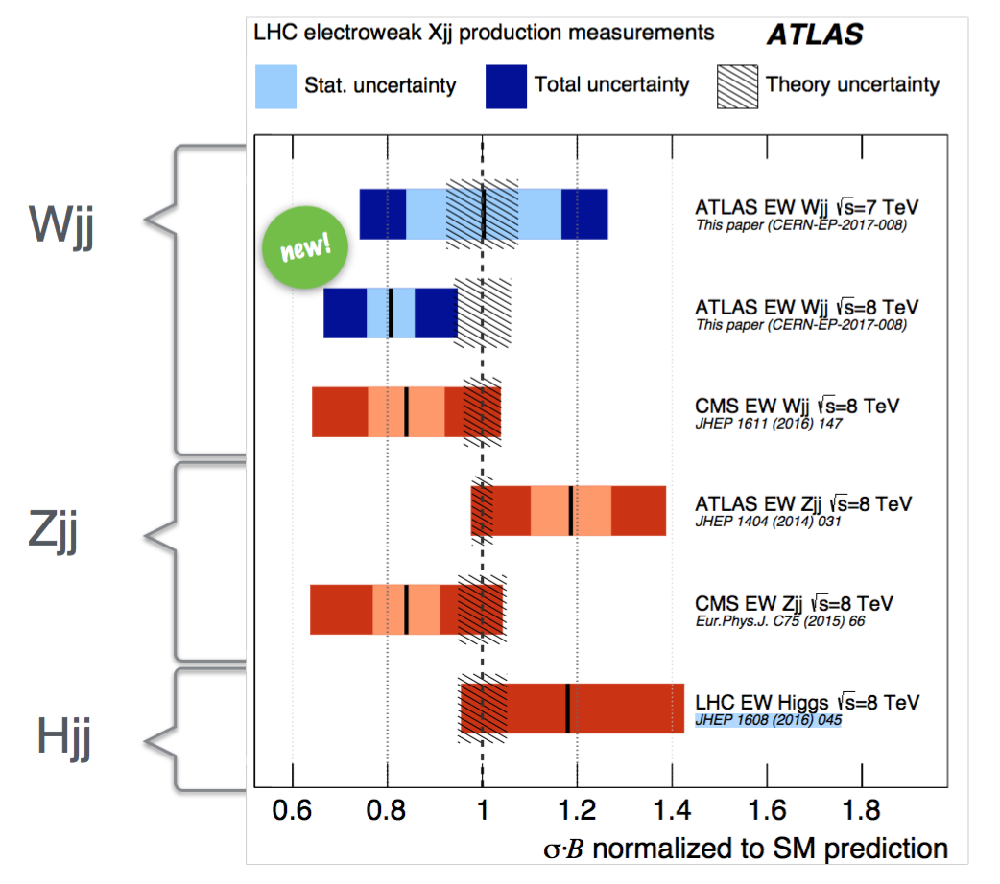 LHC electroweak Xjj production measurements ATLAS
Stat. uncertainty Total uncertainty Theory uncertainty
Wjj
new!
ATLAS EW Wjj √s=7 TeV
This paper (CERN-EP-2017-008)
ATLAS EW Wjj √s=8 TeV
This paper (CERN-EP-2017-008)
CMS EW Wjj √s=8 TeV
JHEP 1611 (2016) 147
Zjj
ATLAS EW Zjj √s=8 TeV
JHEP 1404 (2014) 031
CMS EW Zjj √s=8 TeV
Eur.Phys.J. C75 (2015) 66
Hjj
LHC EW Higgs √s=8 TeV
JHEP 1608 (2016) 045
0.6 0.8 1 1.2 1.4 1.6 1.8
σ·B normalized to SM prediction